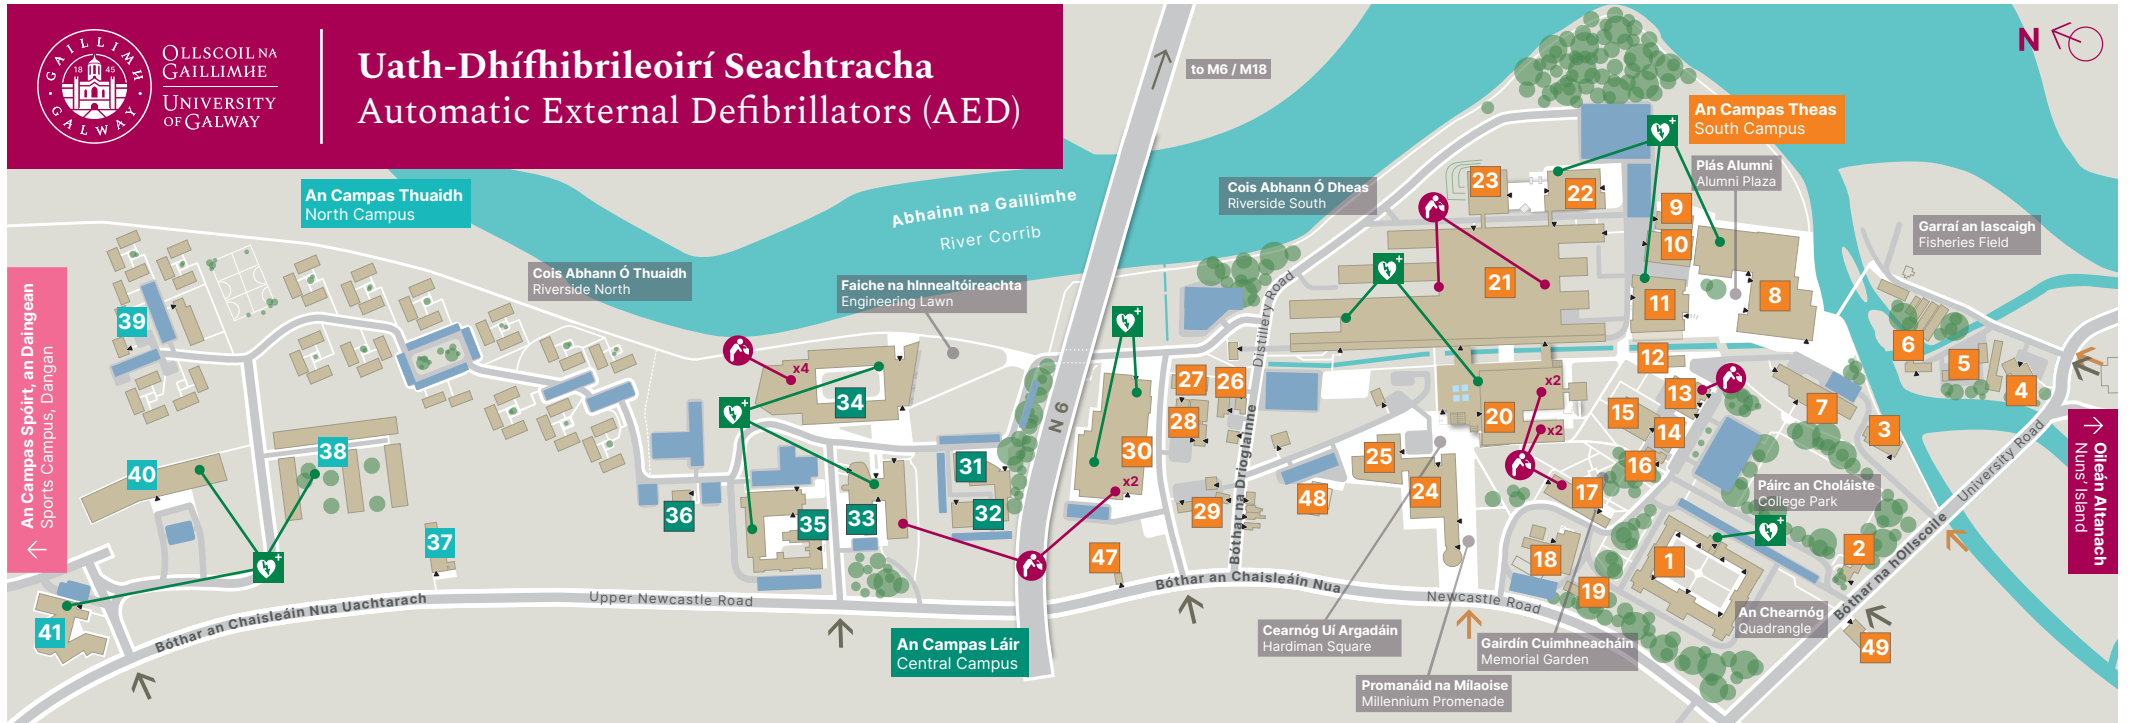 GAILLIMH
18 45
GALWAY
OLLSCOIL NA
GAILLIMHE
UNIVERSITY
OF GALWAY
Uath-Dhífhibrileoirí Seachtracha
Automatic External Defibrillators (AED)
to M6 / M18
N
An Campas Theas
South Campus
Plás Alumni
Alumni Plaza
An Campas Thuaidh
North Campus
Abhainn na Gaillimhe
River Corrib
Cois Abhann Ó Dheas
Riverside South
Garraí an Iascaigh
Fisheries Field
Cois Abhann Ó Thuaidh
Riverside North
Faiche na hInnealtóireachta
Engineering Lawn
An Campas Spóirt, an Daingean
Sports Campus, Dangan
Oileán Altanach
Nuns' Island
39
40
38
37
41
36
35
34
x4
33
31
32
N6
30
x2
47
27
26
28
29
48
25
24
23
22
21
20
x2
x2
9
10
11
8
12
13
14
15
16
17
18
19
7
6
5
4
3
2
1
49
Distillery Road
Bóthar na Drioglainne
Páirc an Choláiste
College Park
University Road
Bóthar na hOllscoile
An Chearnóg
Quadrangle
Bóthar an Chaisleáin Nua Uachtarach
Upper Newcastle Road
Bóthar an Chaisleáin Nua
Newcastle Road
An Campas Láir
Central Campus
Cearnóg Uí Argadáin
Hardiman Square
Gairdín Cuimhneacháin
Memorial Garden
Promanáid na Mílaoise
Millennium Promenade